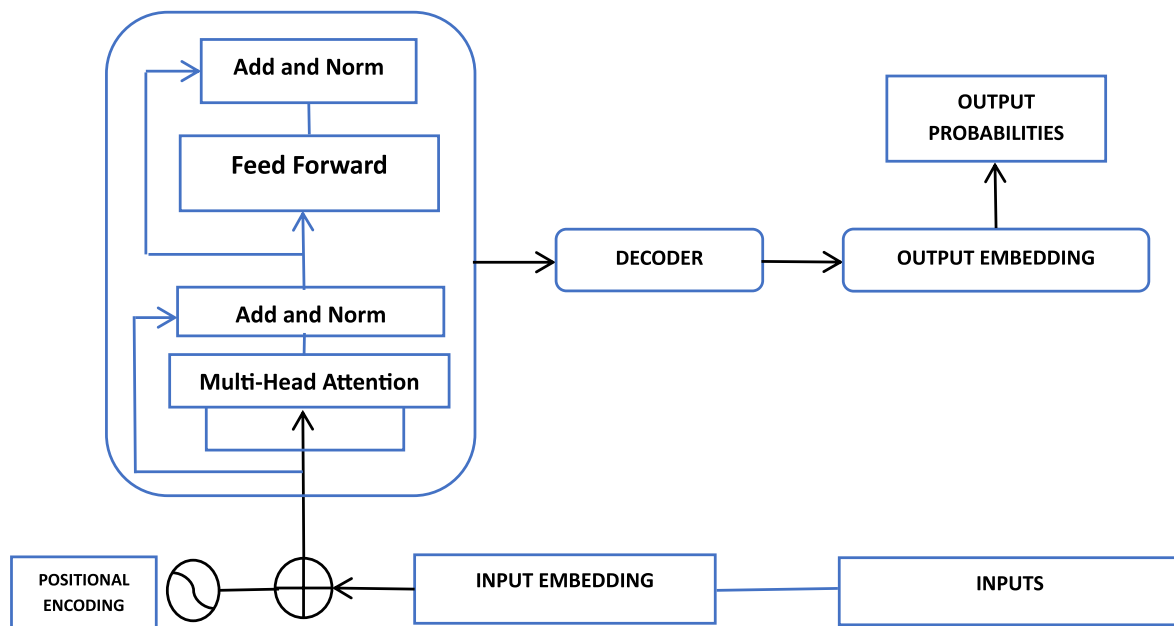 Add and Norm
Feed Forward
Add and Norm
Multi-Head Attention
OUTPUT
PROBABILITIES
DECODER
OUTPUT EMBEDDING
POSITIONAL
ENCODING
INPUT EMBEDDING
INPUTS